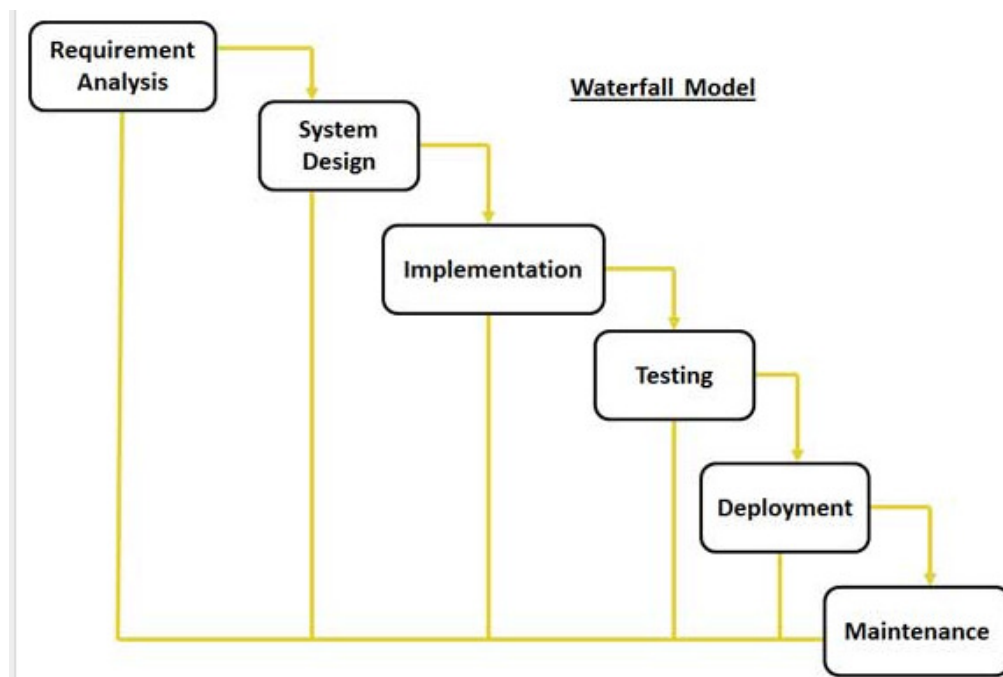 Requirement
Analysis
Waterfall Model
System
Design
Implementation
Testing
Deployment
Maintenance